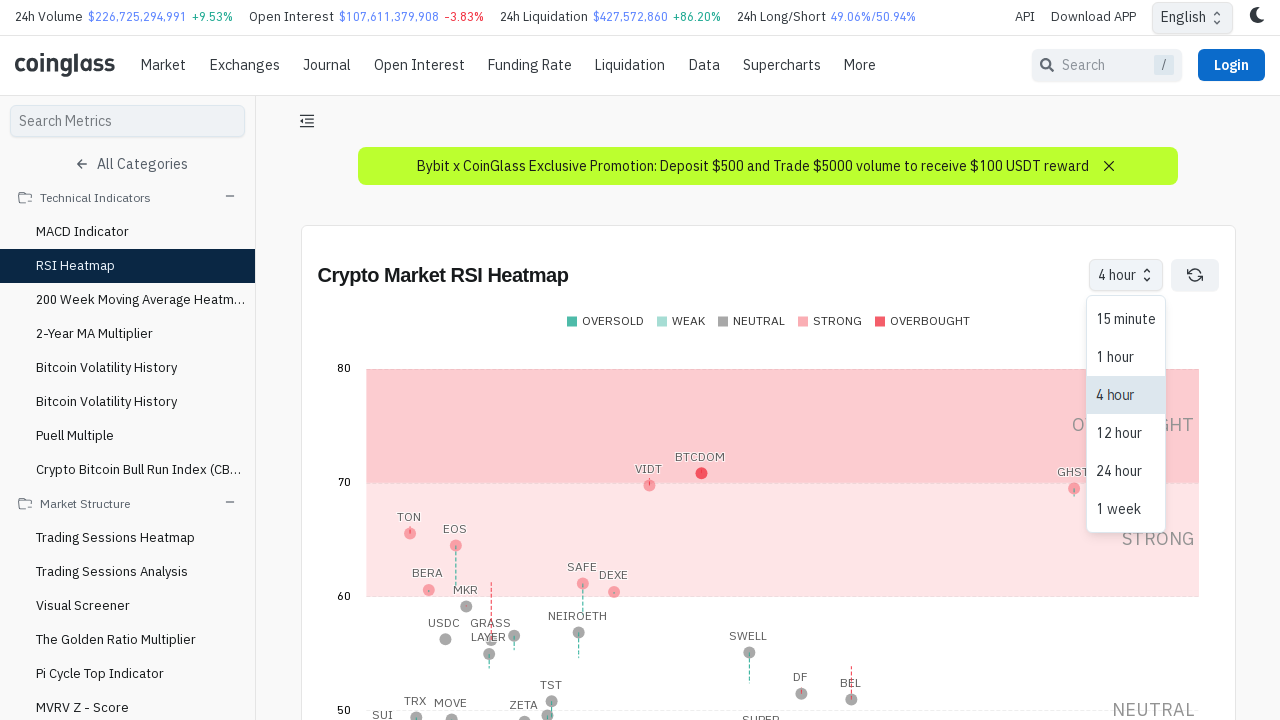 24h Volume $226,725,294,991 +9.53% Open Interest $107,611,379,908 -3.83% 24h Liquidation $427,572,860 +86.20% 24h Long/Short 49.06%/50.94% API Download APP English
coinglass Market Exchanges Journal Open Interest Funding Rate Liquidation Data Supercharts More Search / Login
Search Metrics
All Categories
Technical Indicators
MACD Indicator
RSI Heatmap
200 Week Moving Average Heatm...
2-Year MA Multiplier
Bitcoin Volatility History
Bitcoin Volatility History
Puell Multiple
Crypto Bitcoin Bull Run Index (CB...
Market Structure
Trading Sessions Heatmap
Trading Sessions Analysis
Visual Screener
The Golden Ratio Multiplier
Pi Cycle Top Indicator
MVRV Z - Score
Bybit x CoinGlass Exclusive Promotion: Deposit $500 and Trade $5000 volume to receive $100 USDT reward
Crypto Market RSI Heatmap
4 hour
15 minute
1 hour
4 hour
12 hour
24 hour
1 week
OVERSOLD WEAK NEUTRAL STRONG OVERBOUGHT
80
BTCDOM
VIDT
GHST
70
TON
EOS
STRONG
SAFE
BERA
DEXE
MKR
60
NEIROETH
USDC
GRASS
LAYER
SWELL
DF
BEL
TST
TRX
MOVE
ZETA
SUI
50
NEUTRAL
SUPER